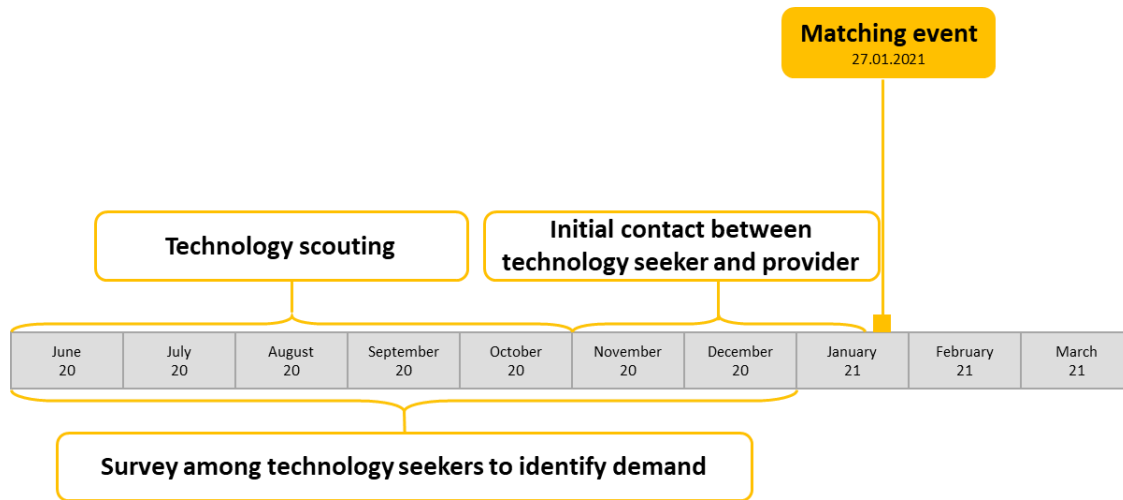 Matching event
27.01.2021
Technology scouting
Initial contact between
technology seeker and provider
June
20
July
20
August
20
September
20
October
20
November
20
December
20
January
21
February
21
March
21
Survey among technology seekers to identify demand